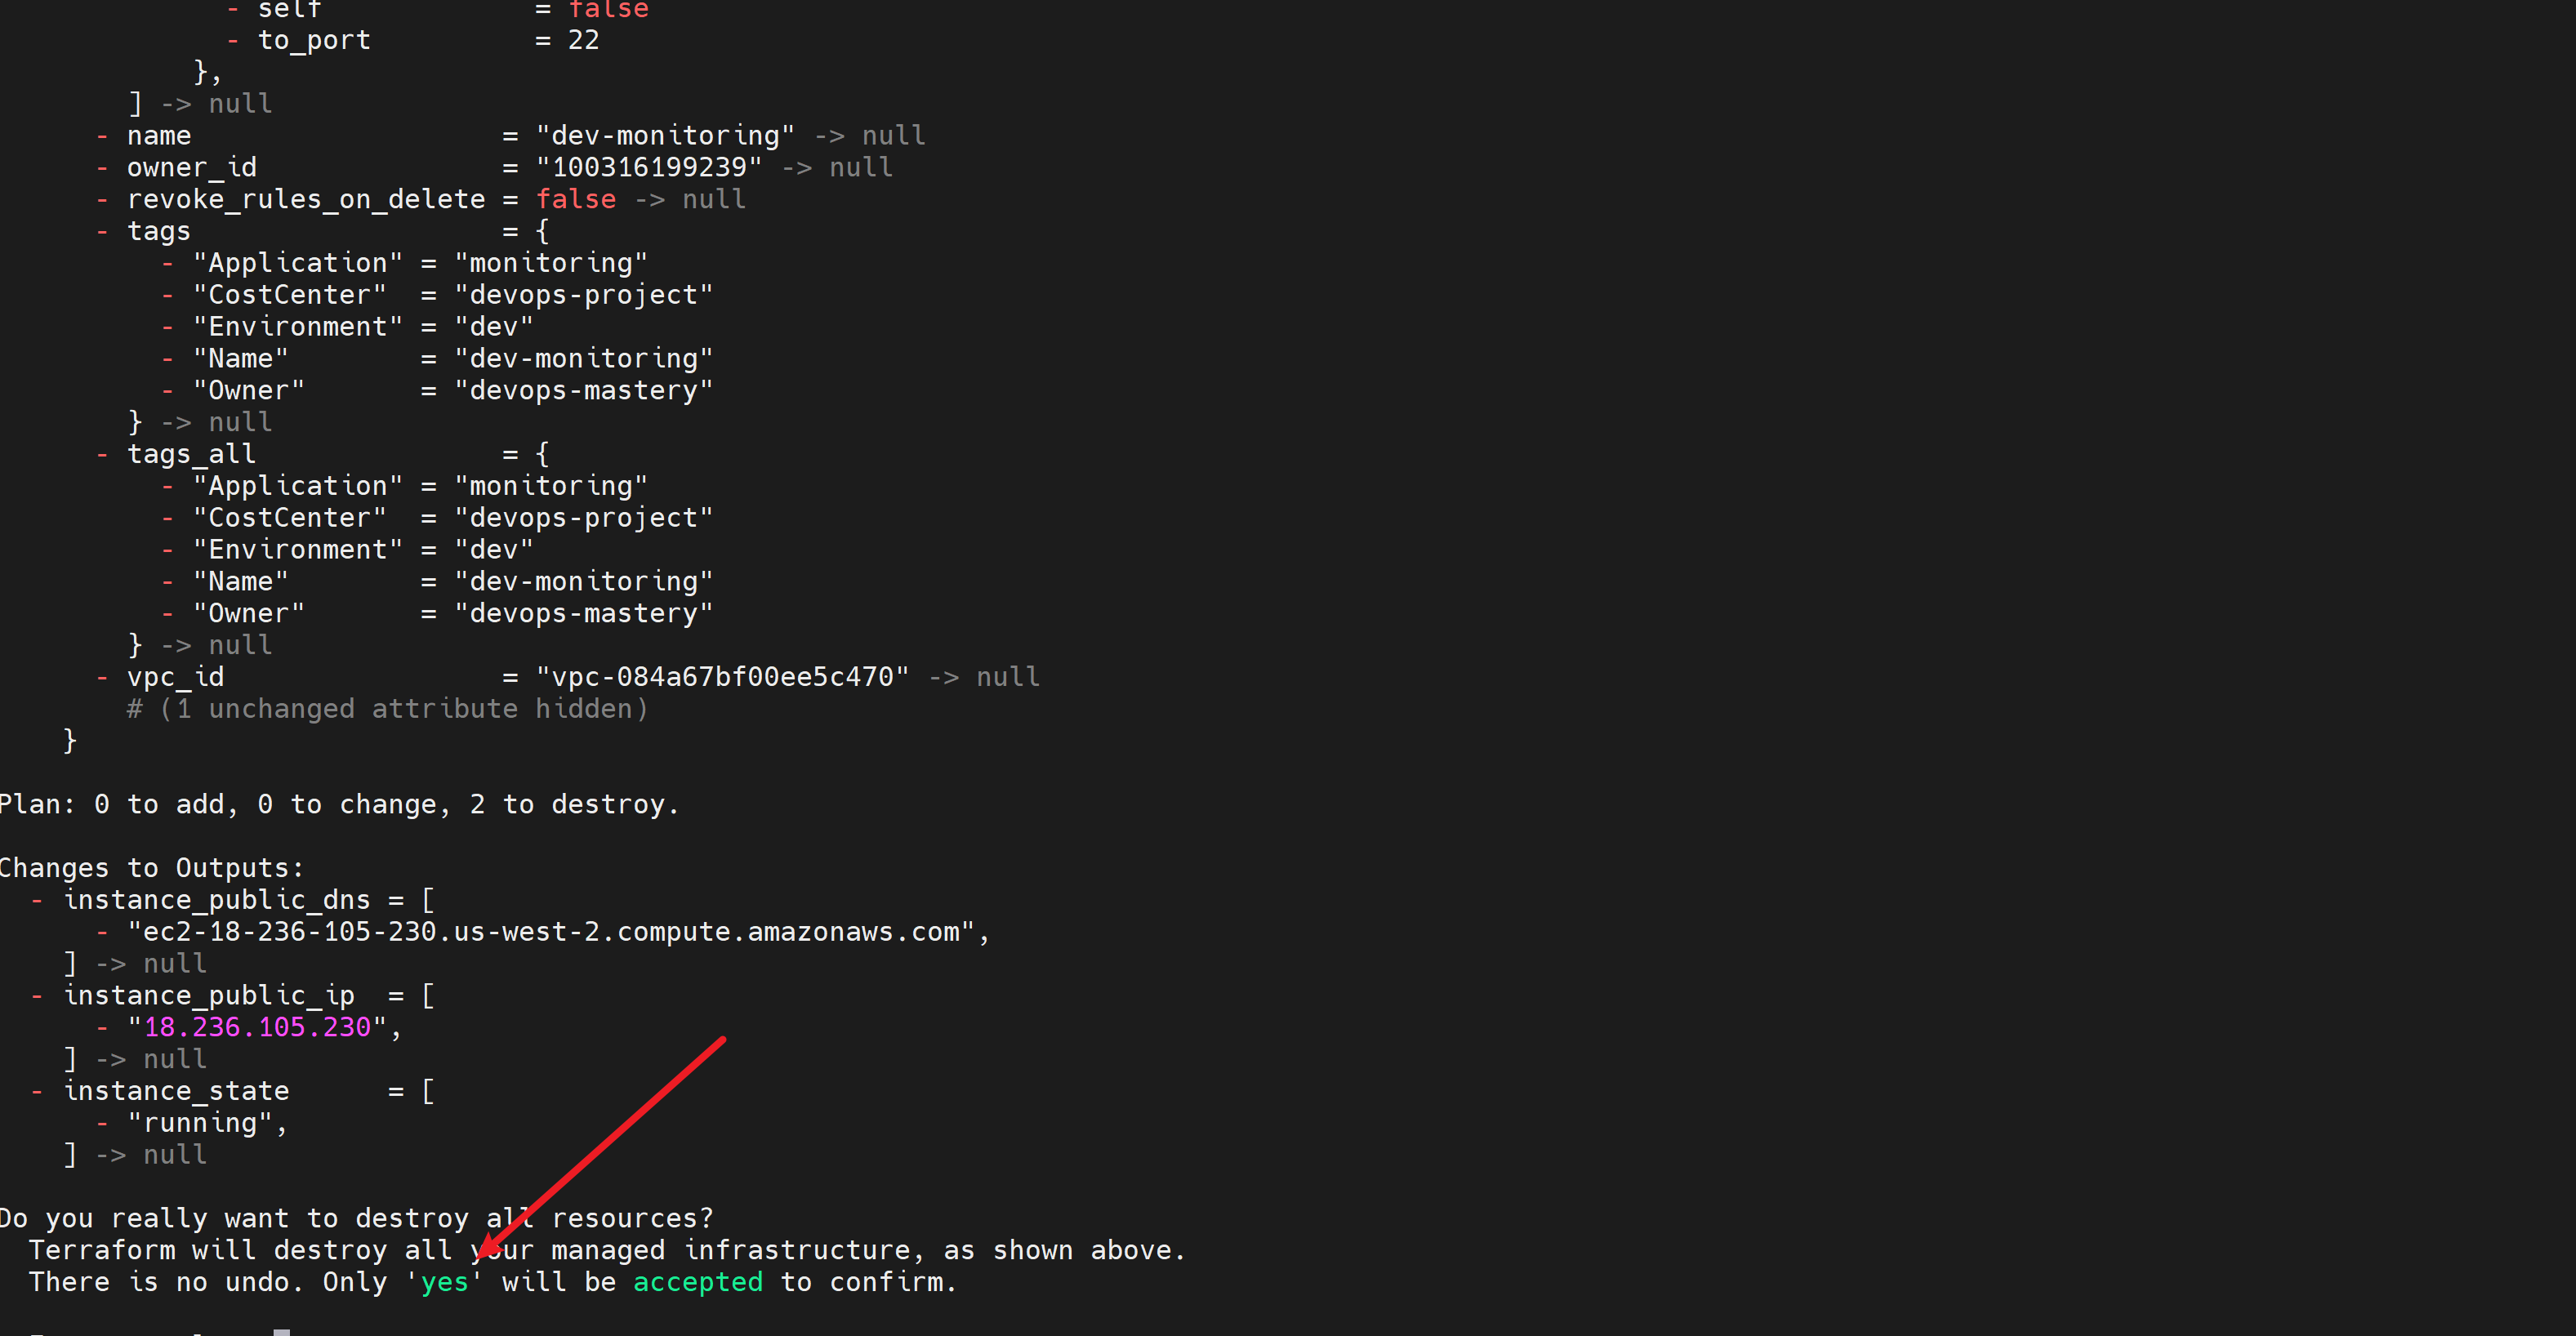 - self = false
- to_port = 22
},
] -> null
- name = "dev-monitoring" -> null
- owner_id = "100316199239" -> null
- revoke_rules_on_delete = false -> null
- tags = {
- "Application" = "monitoring"
- "CostCenter" = "devops-project"
- "Environment" = "dev"
- "Name" = "dev-monitoring"
- "Owner" = "devops-mastery"
} -> null
- tags_all = {
- "Application" = "monitoring"
- "CostCenter" = "devops-project"
- "Environment" = "dev"
- "Name" = "dev-monitoring"
- "Owner" = "devops-mastery"
} -> null
- vpc_id = "vpc-084a67bf00ee5c470" -> null
# (1 unchanged attribute hidden)
}
Plan: 0 to add, 0 to change, 2 to destroy.
Changes to Outputs:
- instance_public_dns = [
- "ec2-18-236-105-230.us-west-2.compute.amazonaws.com",
] -> null
- instance_public_ip = [
- "18.236.105.230",
] -> null
- instance_state = [
- "running",
] -> null
Do you really want to destroy all resources?
Terraform will destroy all your managed infrastructure, as shown above.
There is no undo. Only 'yes' will be accepted to confirm.